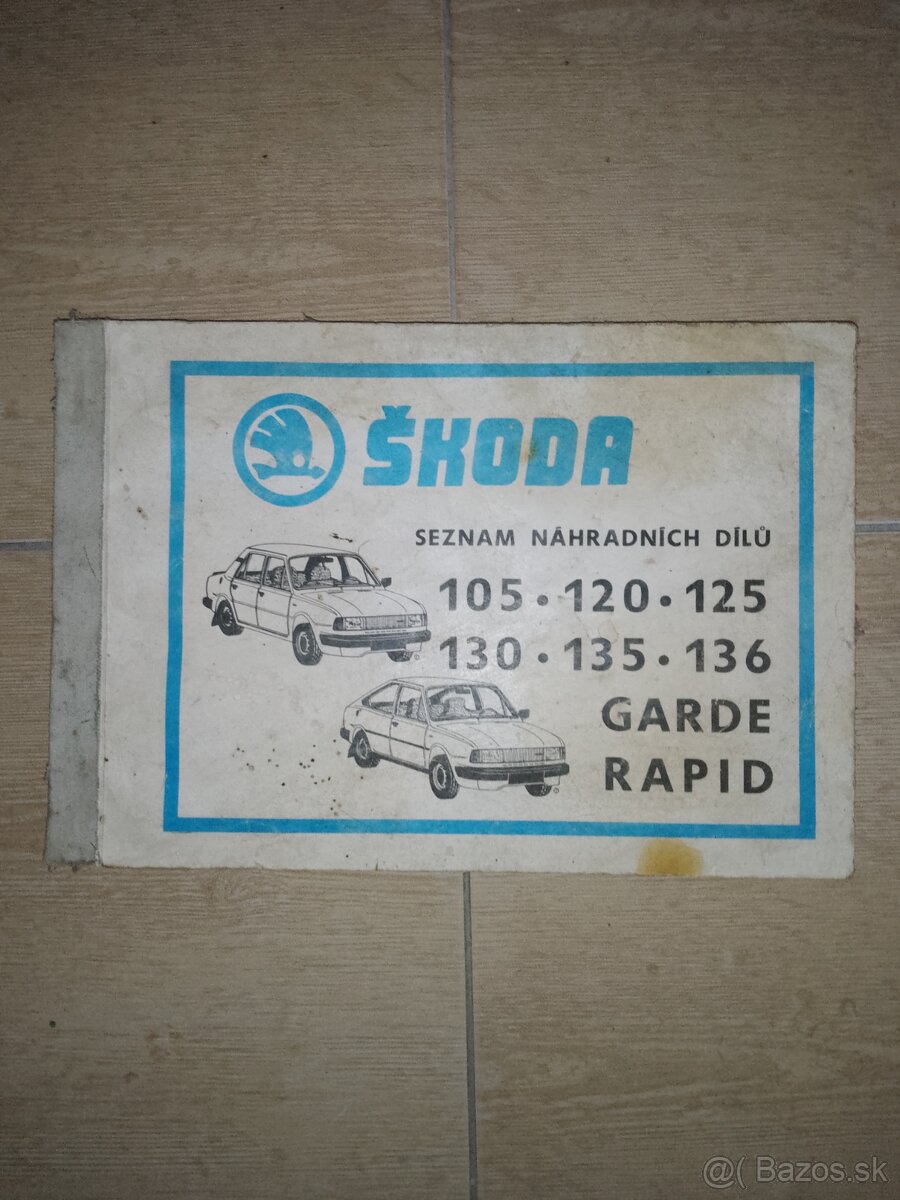 ŠKODA
SEZNAM NÁHRADNÍCH DÍLŮ
105 • 120 • 125
130 • 135 • 136
GARDE
RAPID
@( Bazos.sk